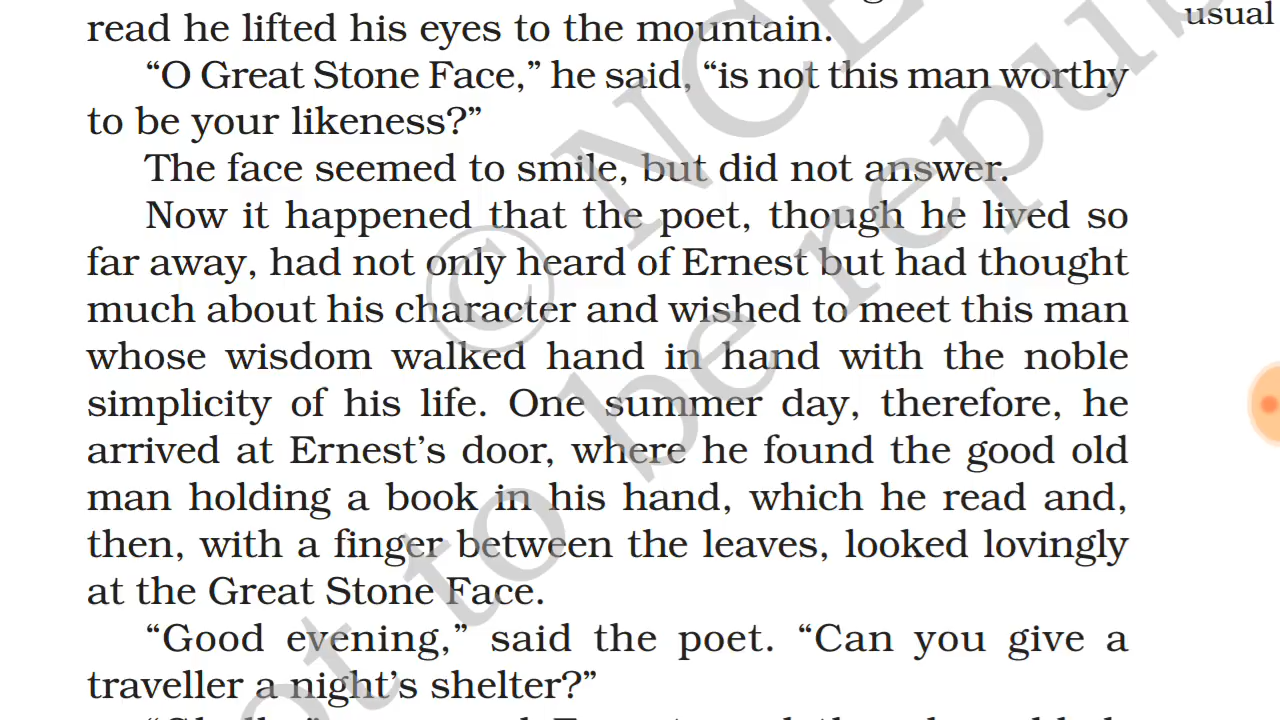 usual
read he lifted his eyes to the mountain.
“O Great Stone Face,” he said, “is not this man worthy
to be your likeness?”
The face seemed to smile, but did not answer.
Now it happened that the poet, though he lived so
far away, had not only heard of Ernest but had thought
much about his character and wished to meet this man
whose wisdom walked hand in hand with the noble
simplicity of his life. One summer day, therefore, he
arrived at Ernest’s door, where he found the good old
man holding a book in his hand, which he read and,
then, with a finger between the leaves, looked lovingly
at the Great Stone Face.
“Good evening,” said the poet. “Can you give a
traveller a night’s shelter?”
© NCE
to be repub